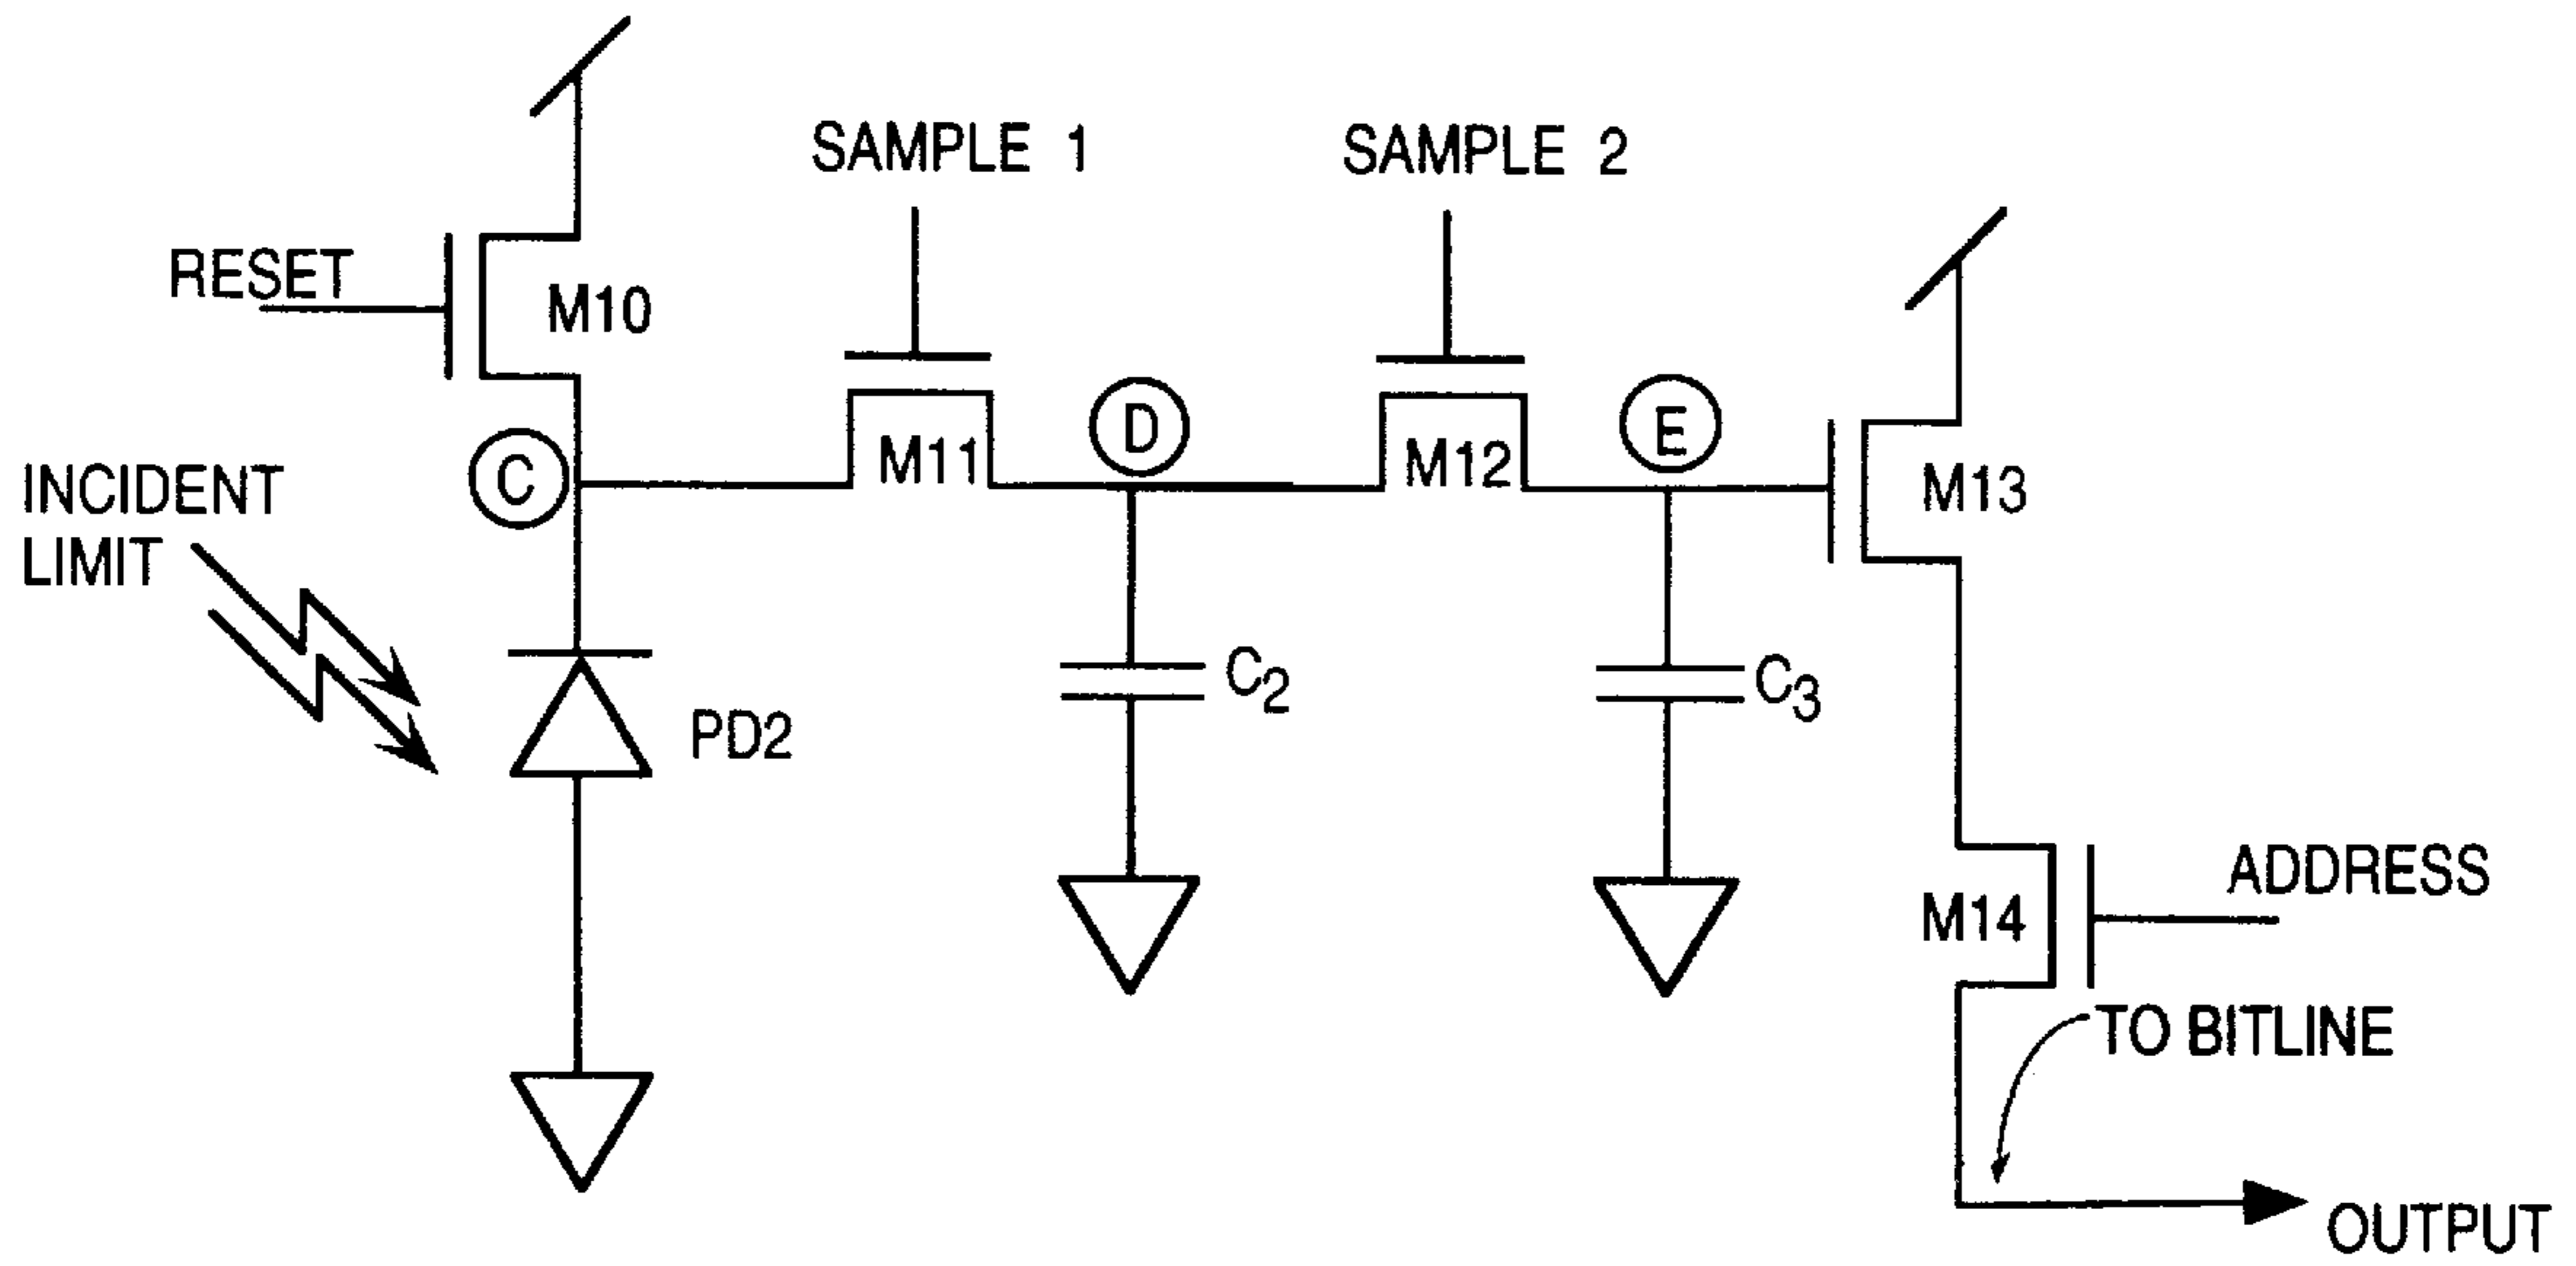 SAMPLE 1
SAMPLE 2
RESET
M10
C
M11
D
M12
E
M13
INCIDENT
LIMIT
PD2
C2
C3
M14
ADDRESS
TO BITLINE
OUTPUT